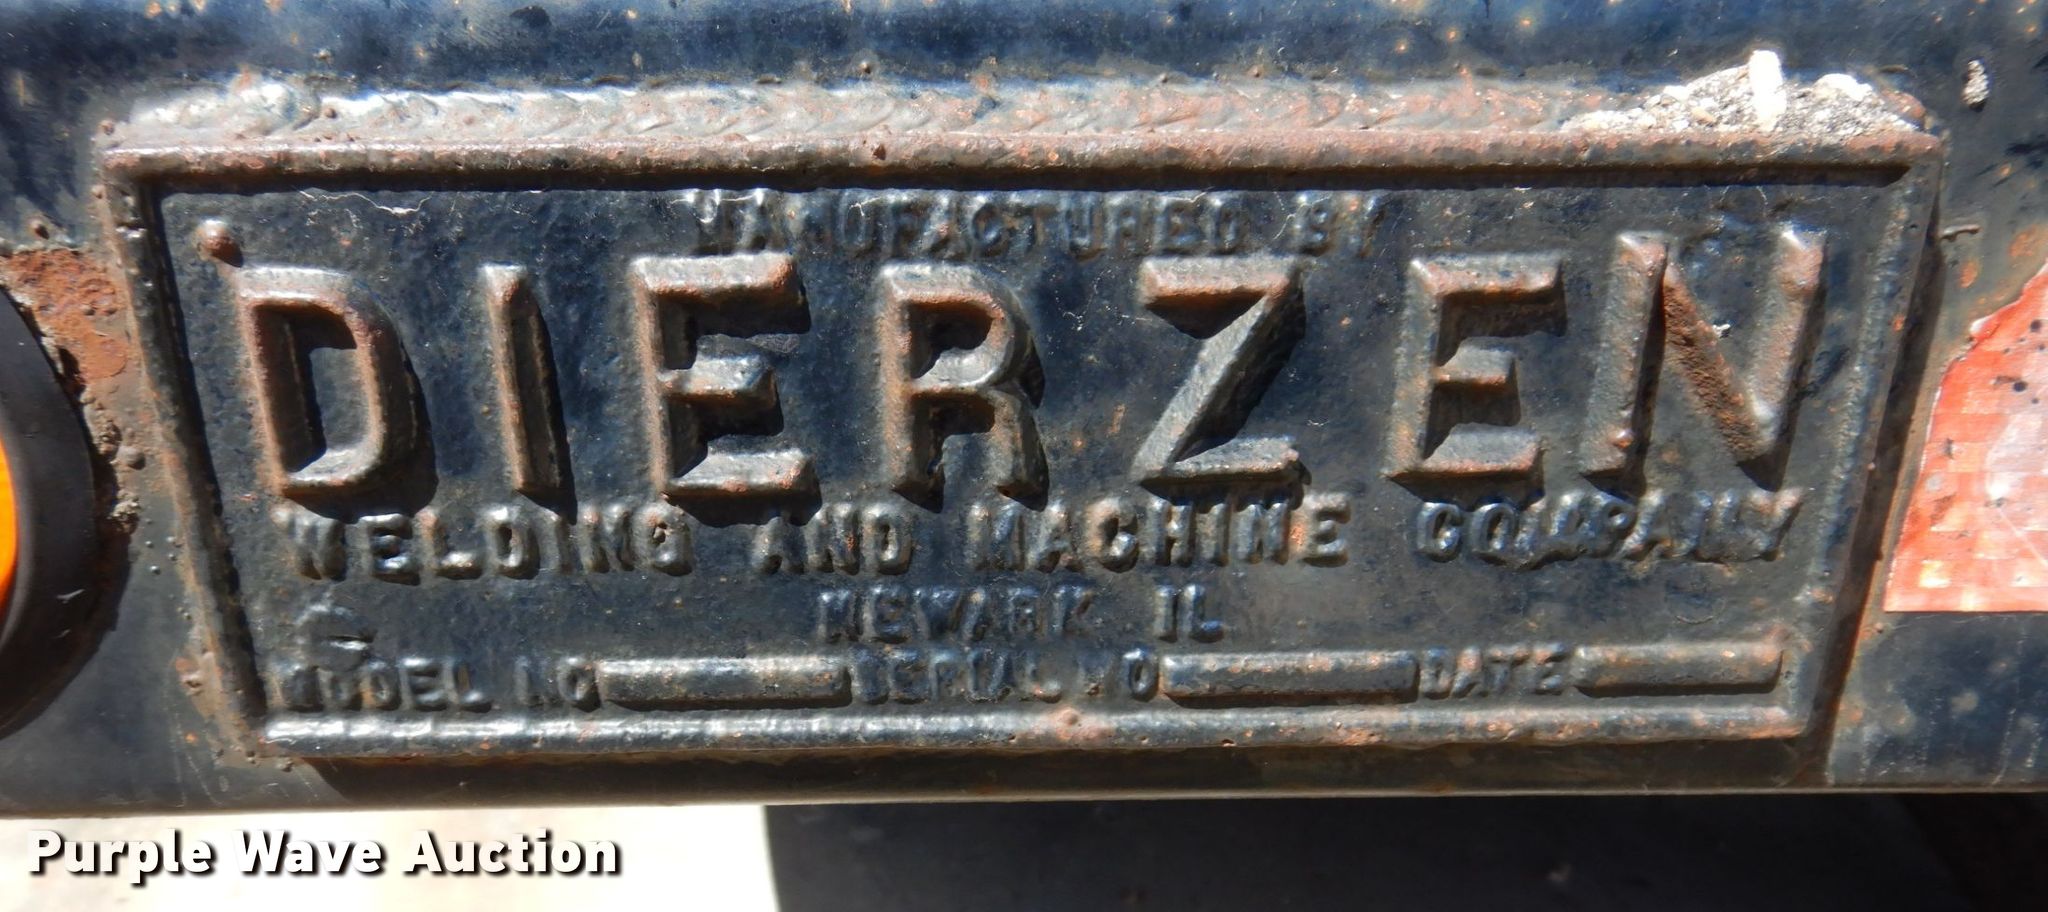 MANUFACTURED BY
DIERZEN
WELDING AND MACHINE COMPANY
NEWARK IL
MODEL NO SERIAL NO DATE
Purple Wave Auction